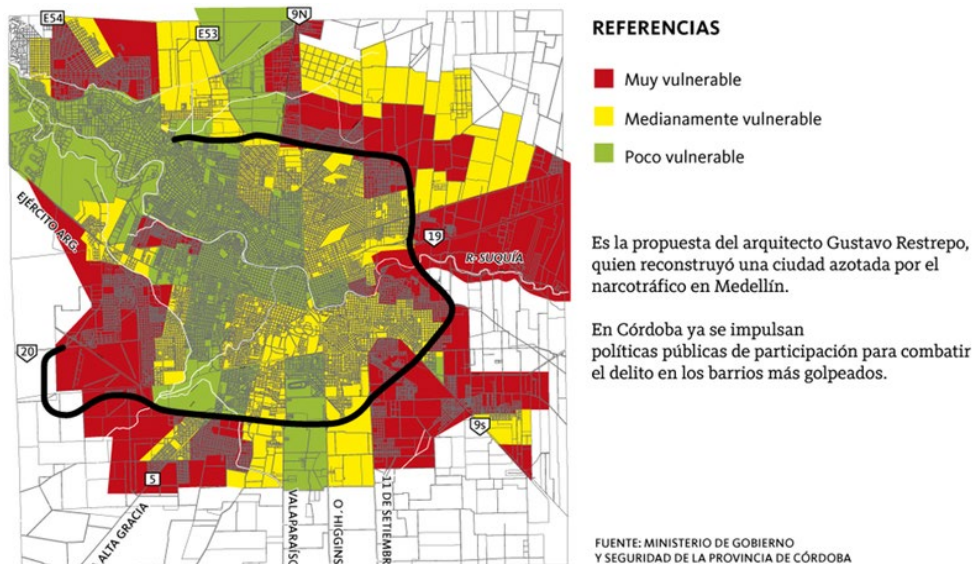 E54
E53
9N
EJÉRCITO ARG.
19
Rº SUQUÍA
20
9s
5
ALTA GRACIA
VALAPARAÍSO
O´HIGGINS
11 DE SETIEMBR
REFERENCIAS
Muy vulnerable
Medianamente vulnerable
Poco vulnerable
Es la propuesta del arquitecto Gustavo Restrepo,
quien reconstruyó una ciudad azotada por el
narcotráfico en Medellín.
En Córdoba ya se impulsan
políticas públicas de participación para combatir
el delito en los barrios más golpeados.
FUENTE: MINISTERIO DE GOBIERNO
Y SEGURIDAD DE LA PROVINCIA DE CÓRDOBA